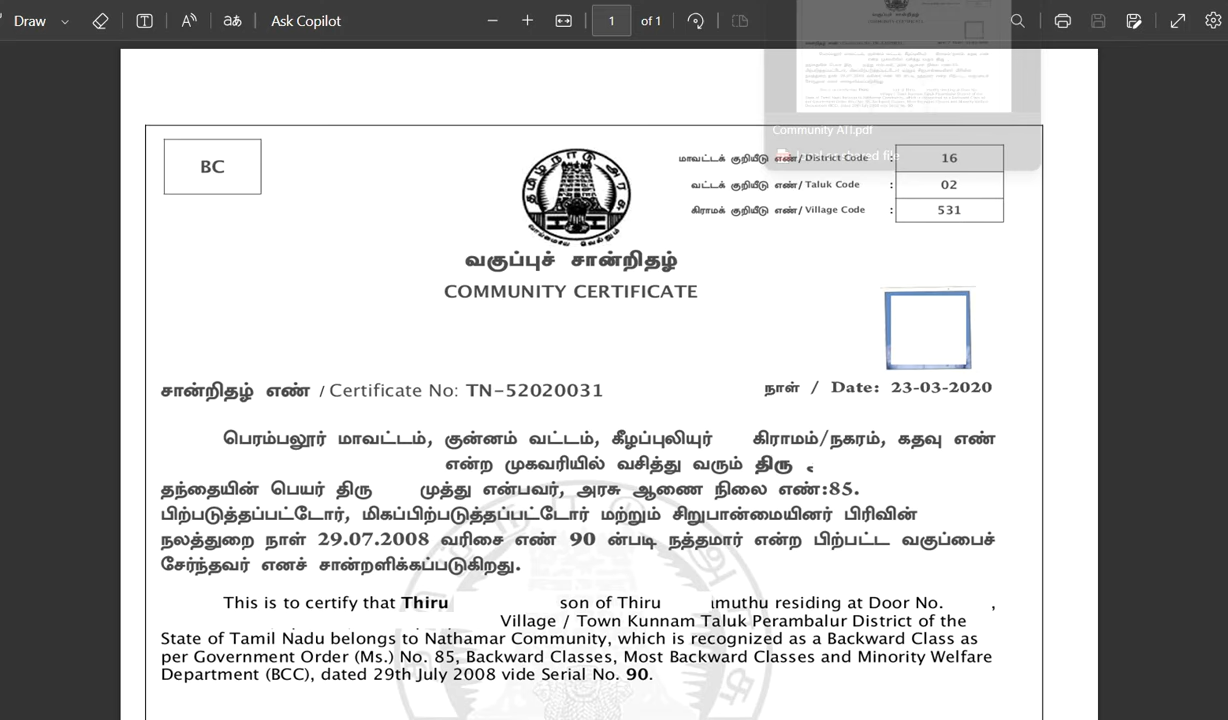 Draw
aあ
Ask Copilot
1 of 1
Community ATI.pdf
BC
தமிழ்நாடு அரசு
வாய்மையே வெல்லும்
மாவட்டக் குறியீடு எண்/ District Code : 16
வட்டக் குறியீடு எண்/ Taluk Code : 02
கிராமக் குறியீடு எண்/ Village Code : 531
வகுப்புச் சான்றிதழ்
COMMUNITY CERTIFICATE
சான்றிதழ் எண் / Certificate No: TN-52020031
நாள் / Date: 23-03-2020
பெரம்பலூர் மாவட்டம், குன்னம் வட்டம், கீழப்புலியுர் கிராமம்/நகரம், கதவு எண்
என்ற முகவரியில் வசித்து வரும் திரு
தந்தையின் பெயர் திரு முத்து என்பவர், அரசு ஆணை நிலை எண்:85.
பிற்படுத்தப்பட்டோர், மிகப்பிற்படுத்தப்பட்டோர் மற்றும் சிறுபான்மையினர் பிரிவின்
நலத்துறை நாள் 29.07.2008 வரிசை எண் 90 ன்படி நத்தமார் என்ற பிற்பட்ட வகுப்பைச்
சேர்ந்தவர் எனச் சான்றளிக்கப்படுகிறது.
This is to certify that Thiru son of Thiru muthu residing at Door No. ,
Village / Town Kunnam Taluk Perambalur District of the
State of Tamil Nadu belongs to Nathamar Community, which is recognized as a Backward Class as
per Government Order (Ms.) No. 85, Backward Classes, Most Backward Classes and Minority Welfare
Department (BCC), dated 29th July 2008 vide Serial No. 90.